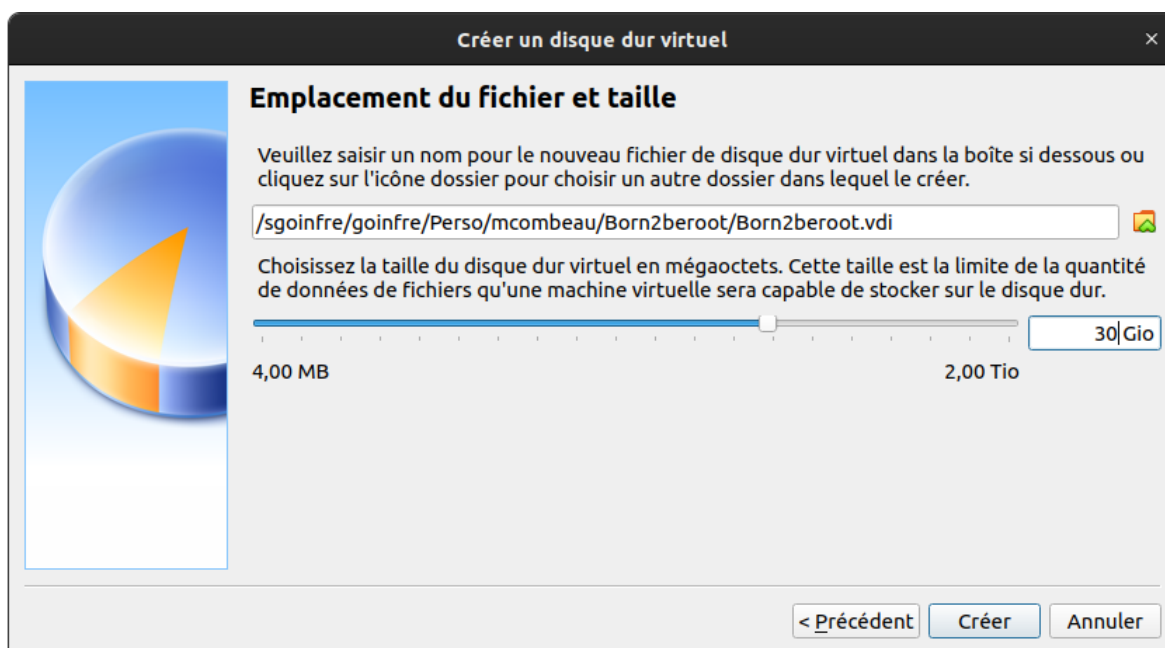 Créer un disque dur virtuel
×
Emplacement du fichier et taille
Veuillez saisir un nom pour le nouveau fichier de disque dur virtuel dans la boîte si dessous ou
cliquez sur l'icône dossier pour choisir un autre dossier dans lequel le créer.
/sgoinfre/goinfre/Perso/mcombeau/Born2beroot/Born2beroot.vdi
Choisissez la taille du disque dur virtuel en mégaoctets. Cette taille est la limite de la quantité
de données de fichiers qu'une machine virtuelle sera capable de stocker sur le disque dur.
30 Gio
4,00 MB 2,00 Tio
< Précédent Créer Annuler